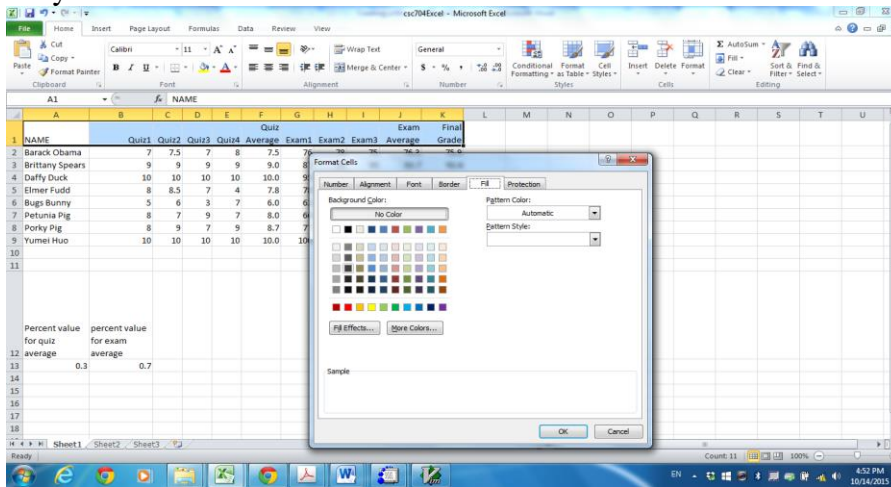 csc704Excel - Microsoft Excel
File Home Insert Page Layout Formulas Data Review View
Cut
Copy
Format Painter
Paste
Clipboard
Calibri 11
B I U
Font
Wrap Text
Merge & Center
Alignment
General
$ % ,
Number
Conditional Formatting
Format as Table
Cell Styles
Styles
Insert Delete Format
Cells
Σ AutoSum
Fill
Clear
Sort & Filter
Find & Select
Editing
A1 fx NAME
A B C D E F G H I J K L M N O P Q R S T U
1 NAME Quiz1 Quiz2 Quiz3 Quiz4 Quiz Average Exam1 Exam2 Exam3 Exam Average Final Grade
2 Barack Obama 7 7.5 7 8 7.5 76 78 75 76.3 75.9
3 Brittany Spears 9 9 9 9 9.0
4 Daffy Duck 10 10 10 10 10.0
5 Elmer Fudd 8 8.5 7 4 7.8
6 Bugs Bunny 5 6 3 7 6.0
7 Petunia Pig 8 7 9 7 8.0
8 Porky Pig 8 9 7 9 8.7
9 Yumei Huo 10 10 10 10 10.0
10
11
12 Percent value for quiz average percent value for exam average
13 0.3 0.7
14
15
16
17
18
Format Cells
Number Alignment Font Border Fill Protection
Background Color:
No Color
Pattern Color:
Automatic
Pattern Style:
Fill Effects...
More Colors...
Sample
OK Cancel
Sheet1 Sheet2 Sheet3
Ready Count: 11 100%
EN 4:52 PM
10/14/2015